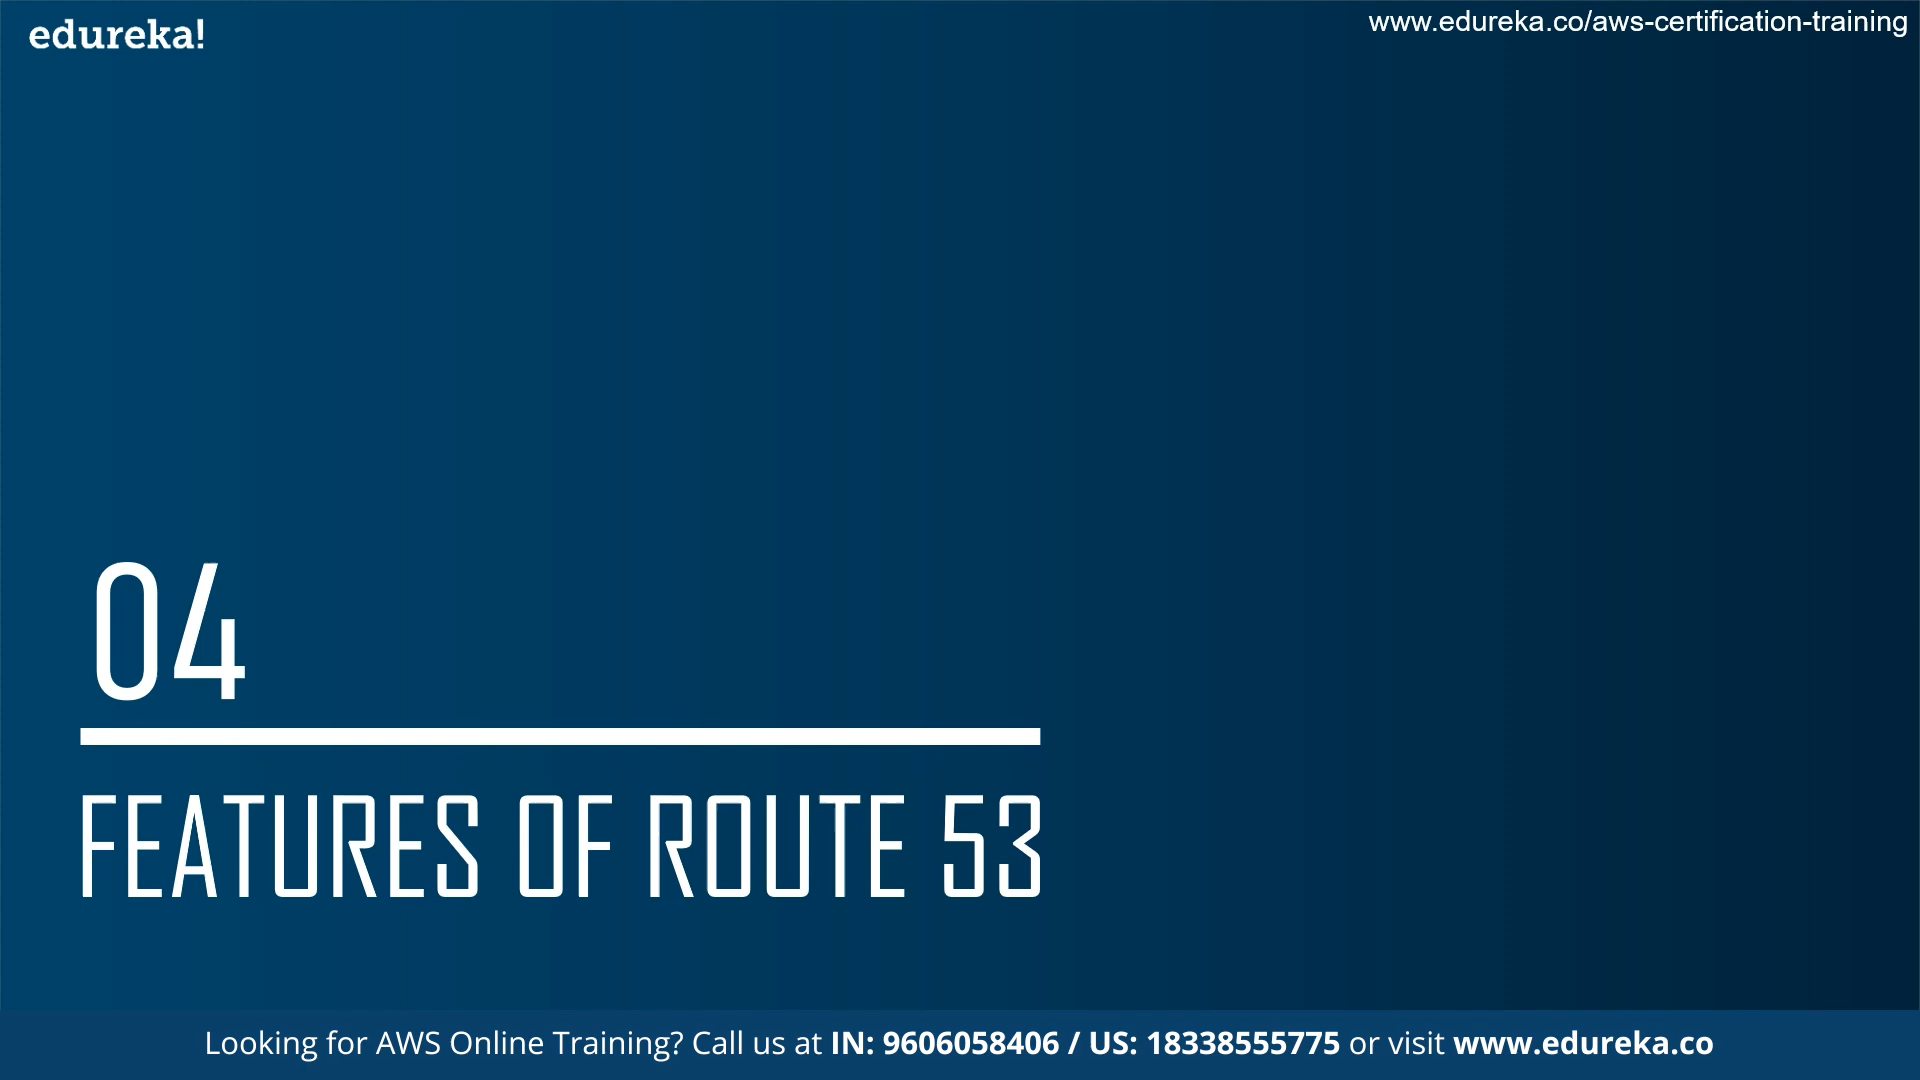 edureka!
www.edureka.co/aws-certification-training
04
FEATURES OF ROUTE 53
Looking for AWS Online Training? Call us at IN: 9606058406 / US: 18338555775 or visit www.edureka.co